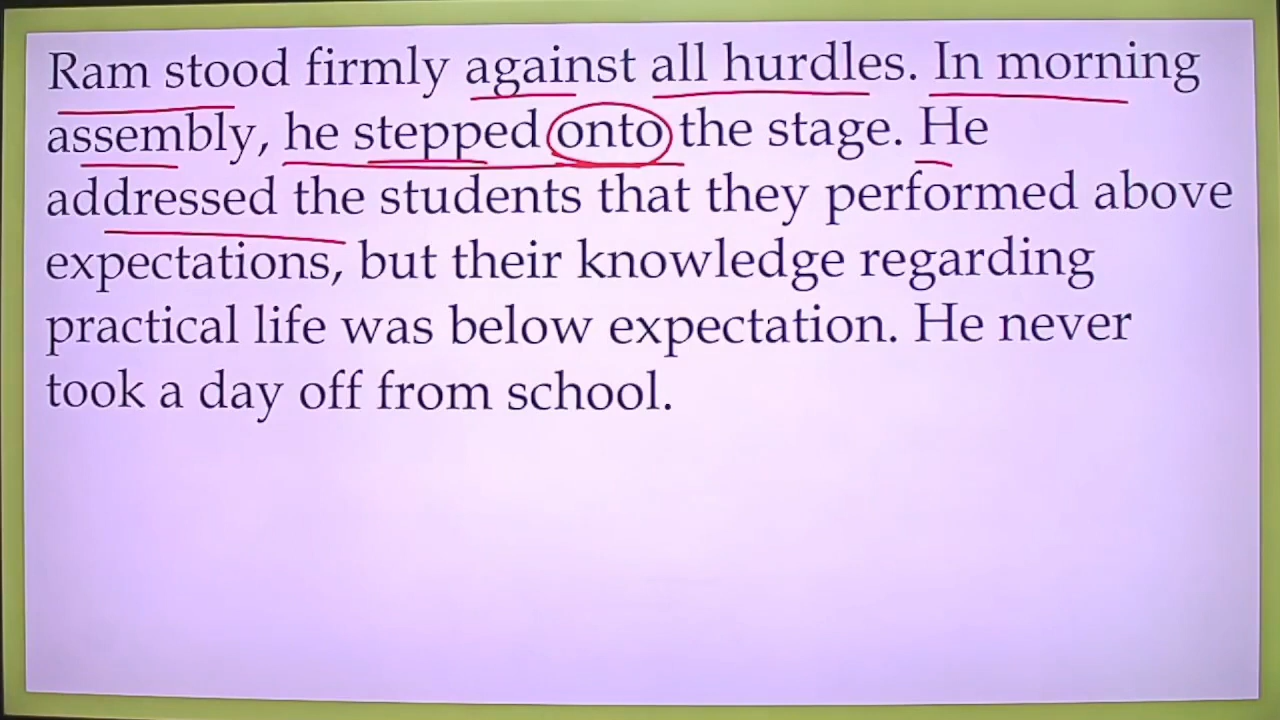 Ram stood firmly against all hurdles. In morning
assembly, he stepped onto the stage. He
addressed the students that they performed above
expectations, but their knowledge regarding
practical life was below expectation. He never
took a day off from school.